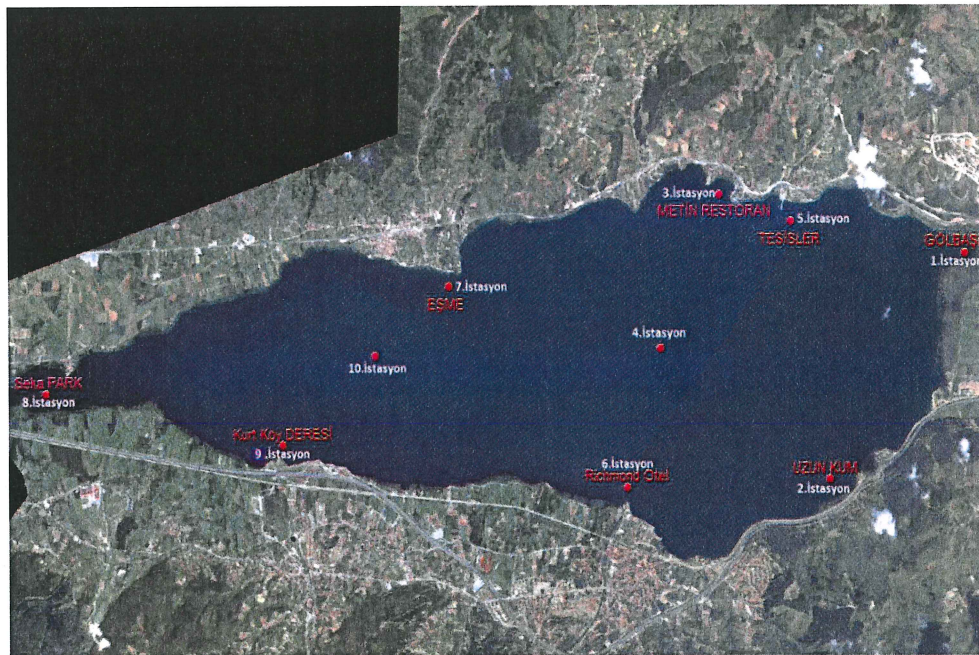 3.İstasyon
METİN RESTORAN
5.İstasyon
TESİSLER
GÖLBAŞI
1.İstasyon
7.İstasyon
EŞME
4.İstasyon
10.İstasyon
Seka PARK
8.İstasyon
Kurt Köy DERESİ
9 .İstasyon
6.İstasyon
Richmond Otel
UZUN KUM
2.İstasyon